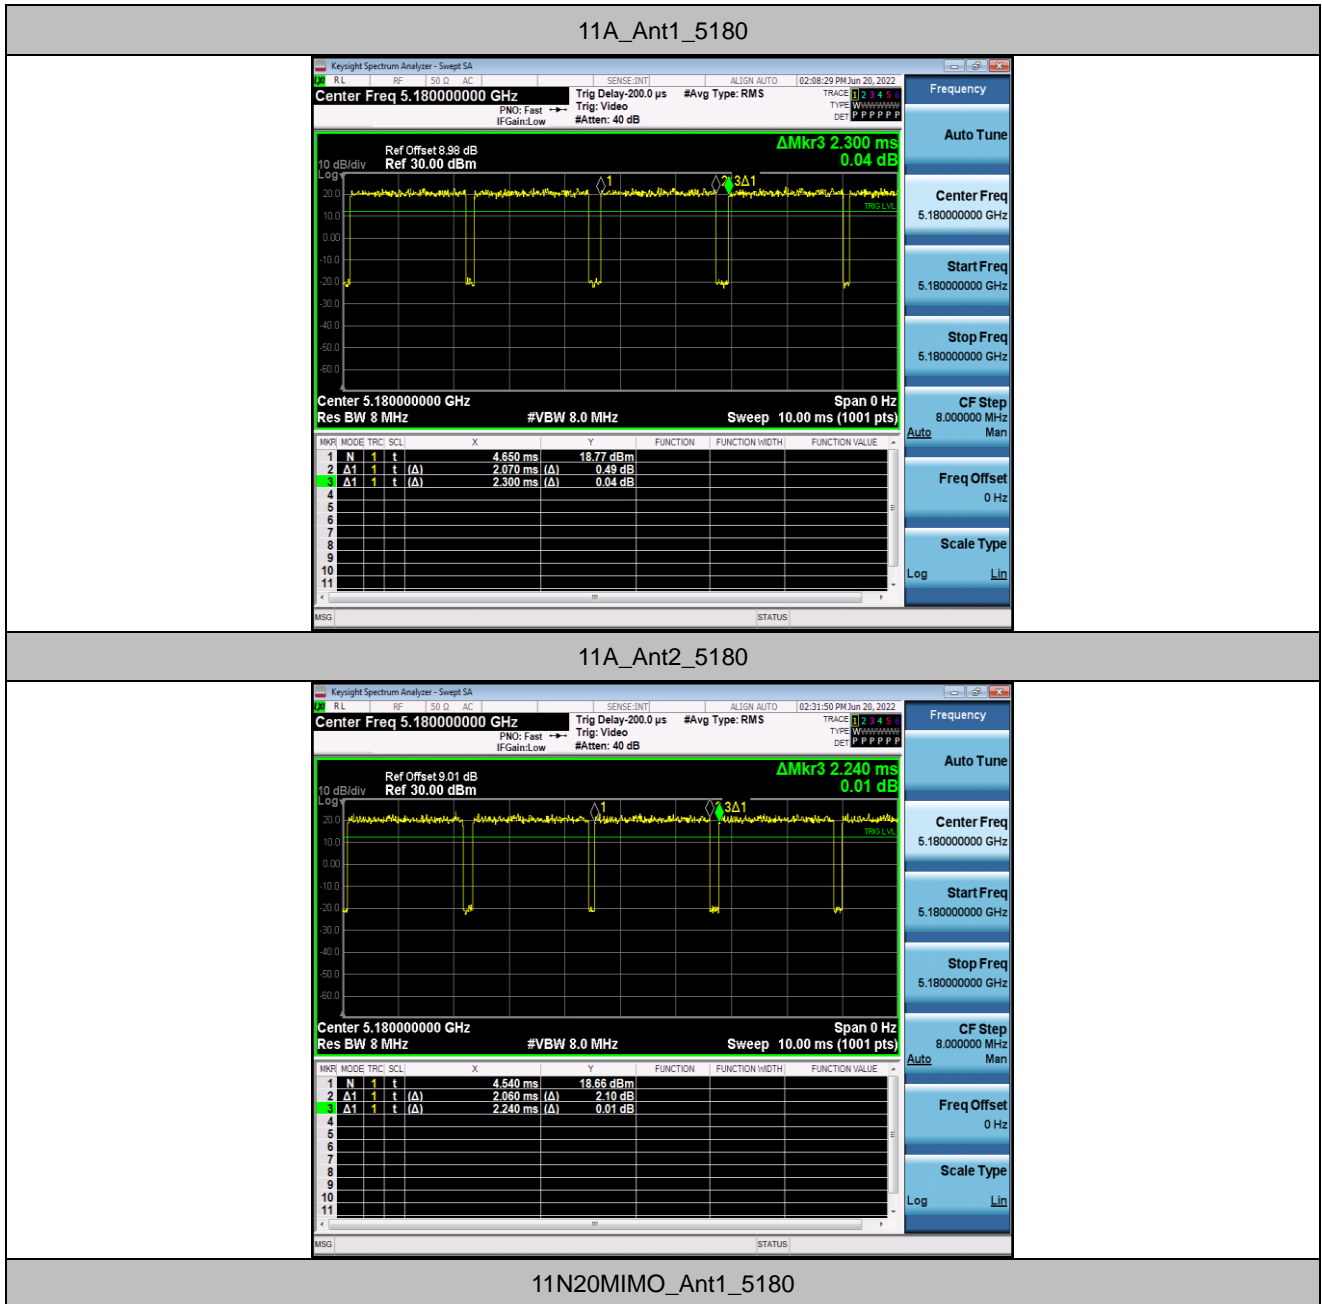 11A_Ant1_5180
Keysight Spectrum Analyzer - Swept SA
RL RF 50 Ω AC SENSE:INT ALIGN AUTO 02:08:29 PM Jun 20, 2022
Center Freq 5.180000000 GHz
PNO: Fast
IFGain:Low
Trig Delay-200.0 µs
Trig: Video
#Atten: 40 dB
#Avg Type: RMS
TRACE 1 2 3 4 5 6
TYPE W
DET P P P P P P
Frequency
Auto Tune
Center Freq
5.180000000 GHz
Start Freq
5.180000000 GHz
Stop Freq
5.180000000 GHz
CF Step
8.000000 MHz
Auto Man
Freq Offset
0 Hz
Scale Type
Log Lin
ΔMkr3 2.300 ms
0.04 dB
Ref Offset 8.98 dB
10 dB/div Ref 30.00 dBm
Log
1
3Δ1
20.0
TRIG LVL
10.0
0.00
-10.0
-20.0
-30.0
-40.0
-50.0
-60.0
Center 5.180000000 GHz Span 0 Hz
Res BW 8 MHz #VBW 8.0 MHz Sweep 10.00 ms (1001 pts)
MKR MODE TRC SCL X Y FUNCTION FUNCTION WIDTH FUNCTION VALUE
1 N 1 t 4.650 ms 18.77 dBm
2 Δ1 1 t (Δ) 2.070 ms (Δ) 0.49 dB
3 Δ1 1 t (Δ) 2.300 ms (Δ) 0.04 dB
4
5
6
7
8
9
10
11
MSG STATUS
11A_Ant2_5180
Keysight Spectrum Analyzer - Swept SA
RL RF 50 Ω AC SENSE:INT ALIGN AUTO 02:31:50 PM Jun 20, 2022
Center Freq 5.180000000 GHz
PNO: Fast
IFGain:Low
Trig Delay-200.0 µs
Trig: Video
#Atten: 40 dB
#Avg Type: RMS
TRACE 1 2 3 4 5 6
TYPE W
DET P P P P P P
Frequency
Auto Tune
Center Freq
5.180000000 GHz
Start Freq
5.180000000 GHz
Stop Freq
5.180000000 GHz
CF Step
8.000000 MHz
Auto Man
Freq Offset
0 Hz
Scale Type
Log Lin
ΔMkr3 2.240 ms
0.01 dB
Ref Offset 9.01 dB
10 dB/div Ref 30.00 dBm
Log
1
3Δ1
20.0
TRIG LVL
10.0
0.00
-10.0
-20.0
-30.0
-40.0
-50.0
-60.0
Center 5.180000000 GHz Span 0 Hz
Res BW 8 MHz #VBW 8.0 MHz Sweep 10.00 ms (1001 pts)
MKR MODE TRC SCL X Y FUNCTION FUNCTION WIDTH FUNCTION VALUE
1 N 1 t 4.540 ms 18.66 dBm
2 Δ1 1 t (Δ) 2.060 ms (Δ) 2.10 dB
3 Δ1 1 t (Δ) 2.240 ms (Δ) 0.01 dB
4
5
6
7
8
9
10
11
MSG STATUS
11N20MIMO_Ant1_5180